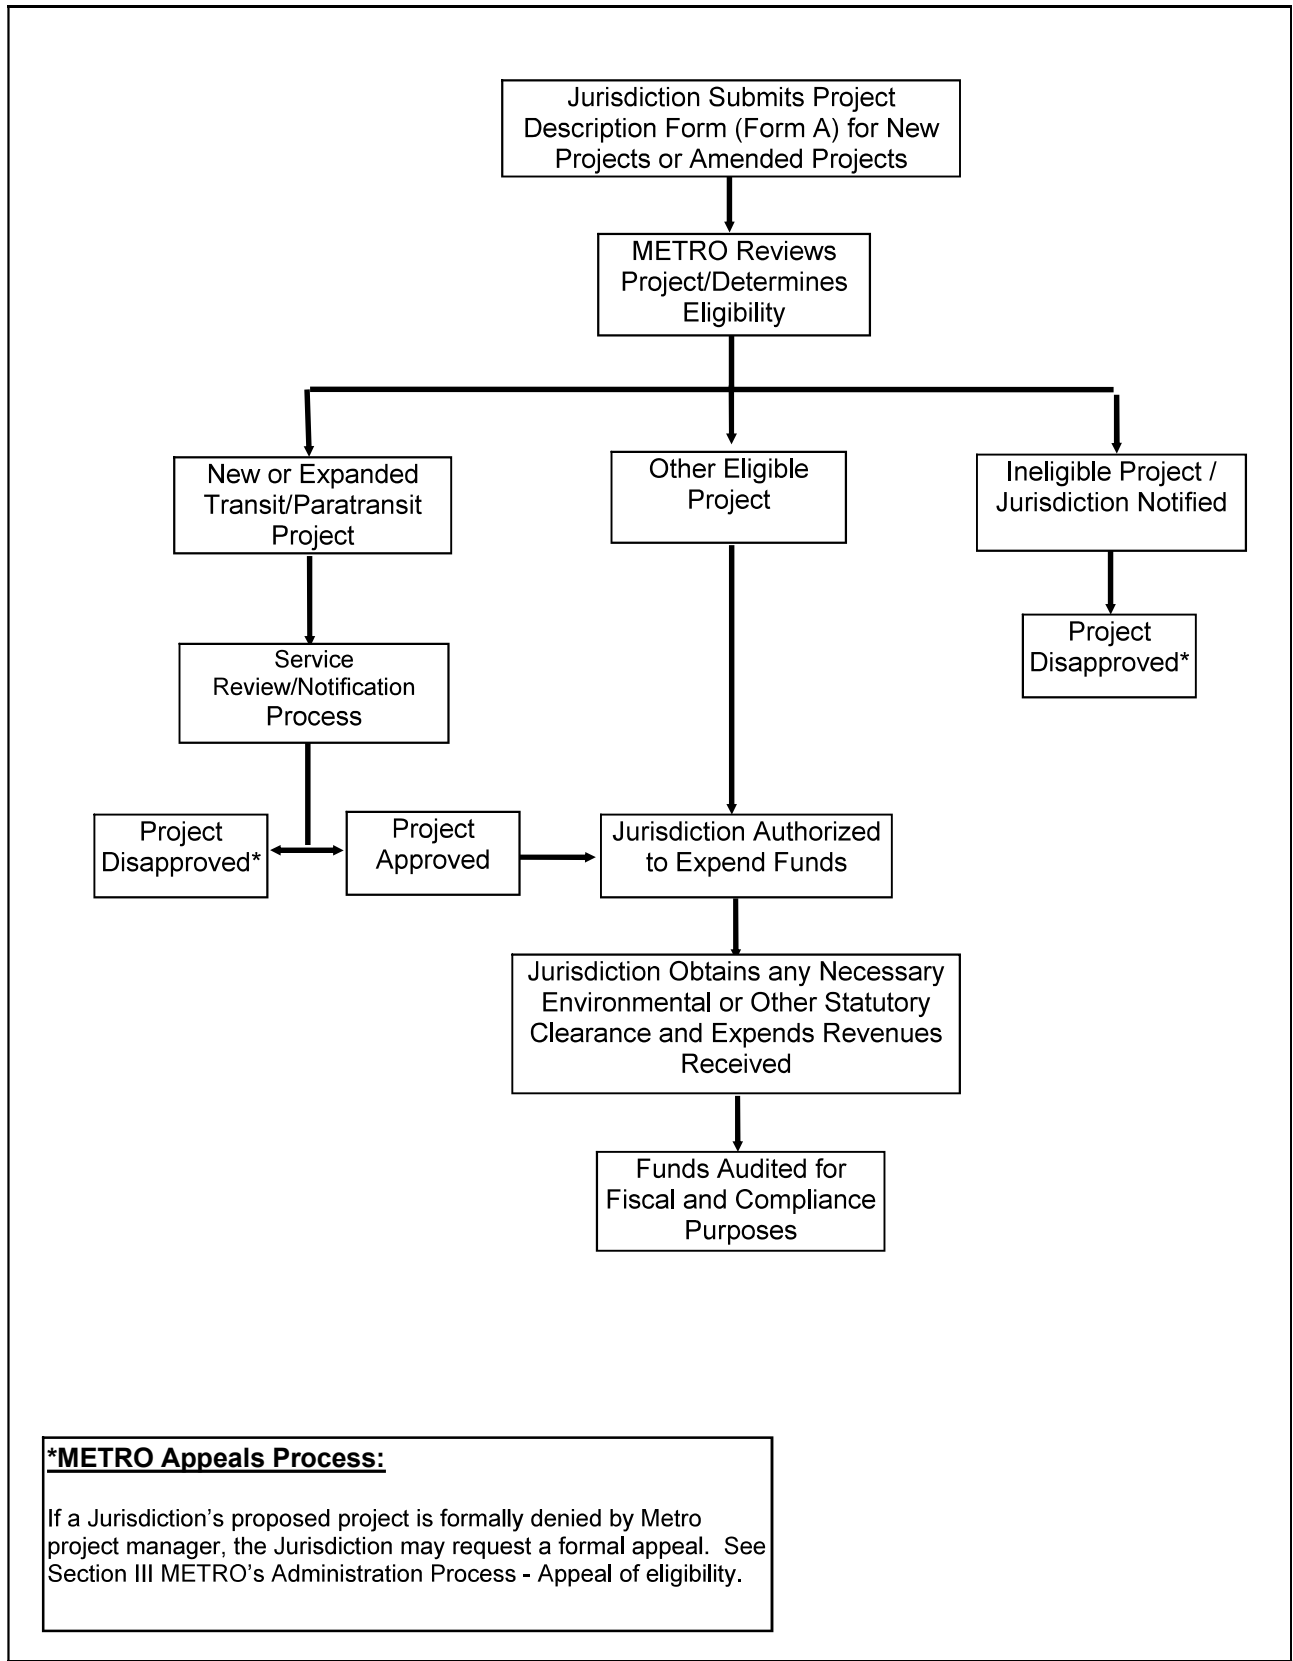 Jurisdiction Submits Project
Description Form (Form A) for New
Projects or Amended Projects
METRO Reviews
Project/Determines
Eligibility
New or Expanded
Transit/Paratransit
Project
Other Eligible
Project
Ineligible Project /
Jurisdiction Notified
Service
Review/Notification
Process
Project
Disapproved*
Project
Disapproved*
Project
Approved
Jurisdiction Authorized
to Expend Funds
Jurisdiction Obtains any Necessary
Environmental or Other Statutory
Clearance and Expends Revenues
Received
Funds Audited for
Fiscal and Compliance
Purposes
*METRO Appeals Process:
If a Jurisdiction’s proposed project is formally denied by Metro
project manager, the Jurisdiction may request a formal appeal.  See
Section III METRO’s Administration Process - Appeal of eligibility.